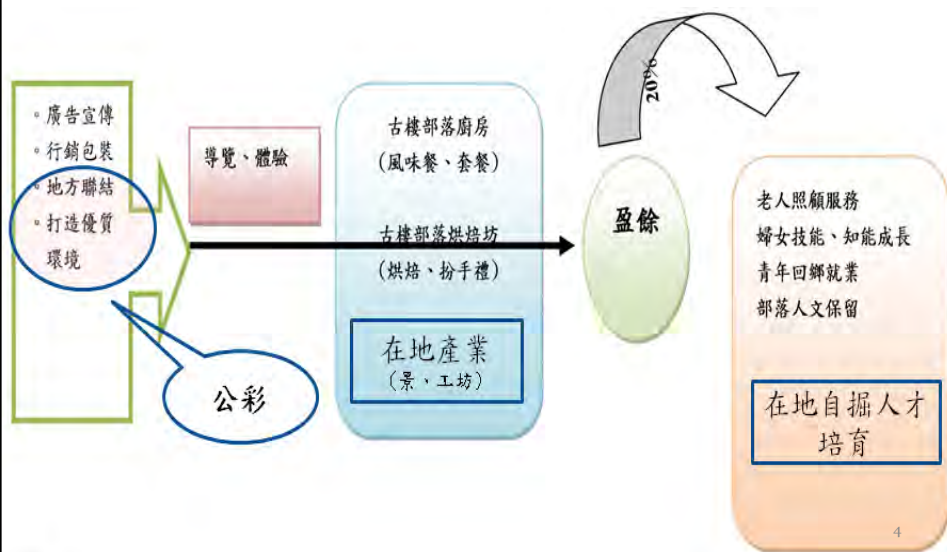 ◦廣告宣傳
◦行銷包裝
◦地方聯結
◦打造優質
環境
公彩
導覽、體驗
古樓部落廚房
(風味餐、套餐)
古樓部落烘焙坊
(烘焙、扮手禮)
在地產業
(景、工坊)
盈餘
20%
老人照顧服務
婦女技能、知能成長
青年回鄉就業
部落人文保留
在地自掘人才
培育
4